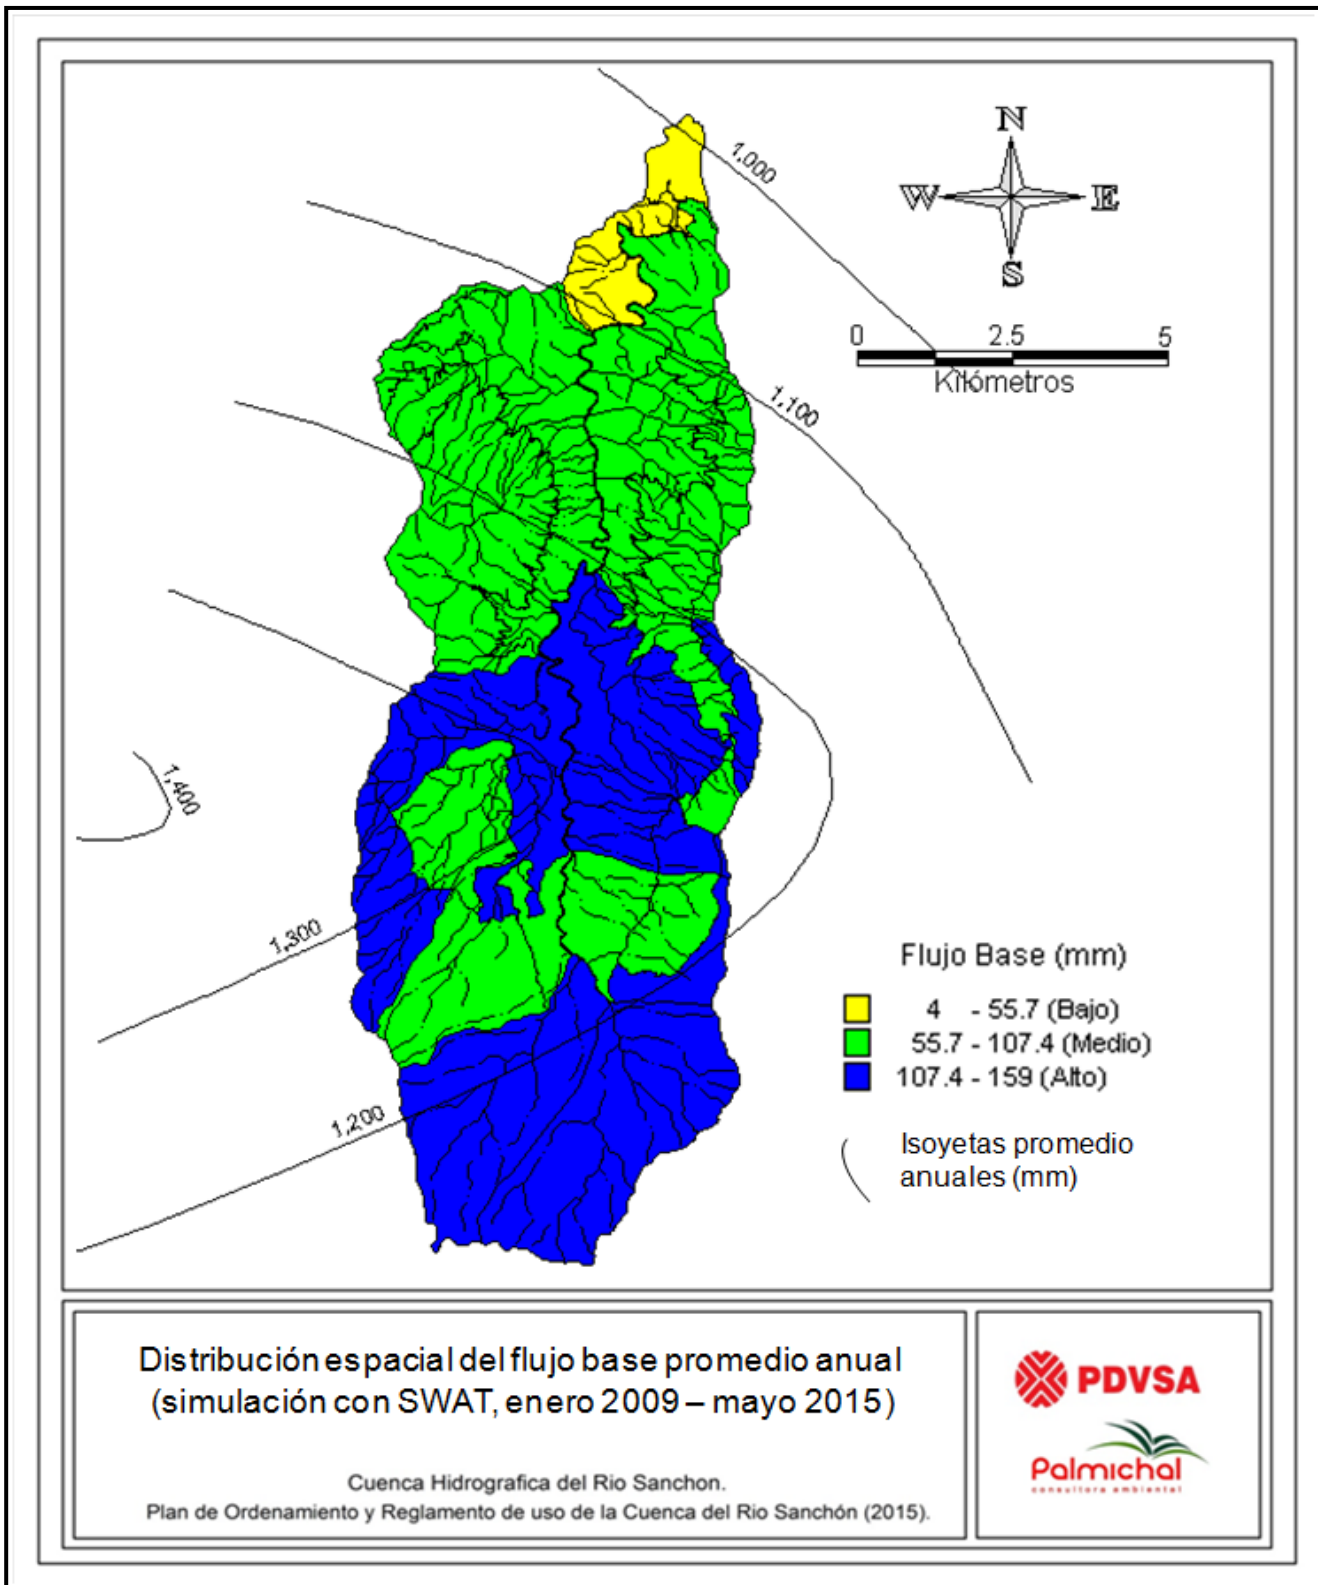 N
W
E
S
0 2.5 5
Kilómetros
1.000
1,100
1,400
1,300
1,200
Flujo Base (mm)
4 - 55.7 (Bajo)
55.7 - 107.4 (Medio)
107.4 - 159 (Alto)
Isoyetas promedio
anuales (mm)
Distribución espacial del flujo base promedio anual
(simulación con SWAT, enero 2009 – mayo 2015)
Cuenca Hidrografica del Rio Sanchon.
Plan de Ordenamiento y Reglamento de uso de la Cuenca del Rio Sanchón (2015).
PDVSA
Palmichal
consultora ambiental